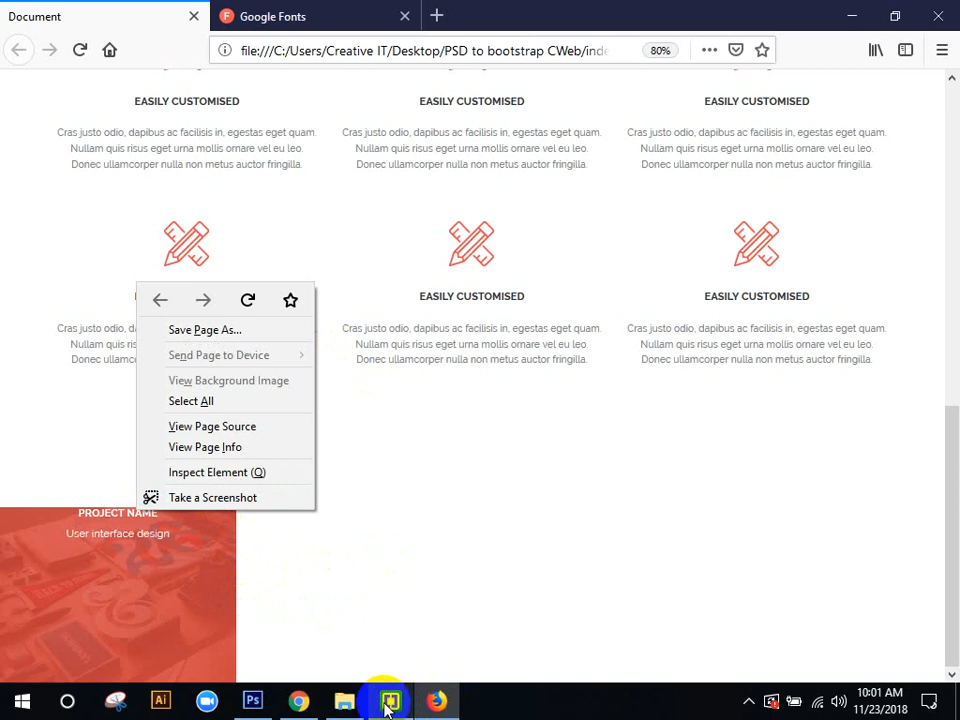 Document
Google Fonts
file:///C:/Users/Creative IT/Desktop/PSD to bootstrap CWeb/inde
80%
EASILY CUSTOMISED
Cras justo odio, dapibus ac facilisis in, egestas eget quam.
Nullam quis risus eget urna mollis ornare vel eu leo.
Donec ullamcorper nulla non metus auctor fringilla.
EASILY CUSTOMISED
Cras justo odio, dapibus ac facilisis in, egestas eget quam.
Nullam quis risus eget urna mollis ornare vel eu leo.
Donec ullamcorper nulla non metus auctor fringilla.
EASILY CUSTOMISED
Cras justo odio, dapibus ac facilisis in, egestas eget quam.
Nullam quis risus eget urna mollis ornare vel eu leo.
Donec ullamcorper nulla non metus auctor fringilla.
Cras justo odio,
Nullam quis
Donec
EASILY CUSTOMISED
Cras justo odio, dapibus ac facilisis in, egestas eget quam.
Nullam quis risus eget urna mollis ornare vel eu leo.
Donec ullamcorper nulla non metus auctor fringilla.
EASILY CUSTOMISED
Cras justo odio, dapibus ac facilisis in, egestas eget quam.
Nullam quis risus eget urna mollis ornare vel eu leo.
Donec ullamcorper nulla non metus auctor fringilla.
Save Page As...
Send Page to Device
View Background Image
Select All
View Page Source
View Page Info
Inspect Element (Q)
Take a Screenshot
PROJECT NAME
User interface design
Ai
Ps
10:01 AM
11/23/2018